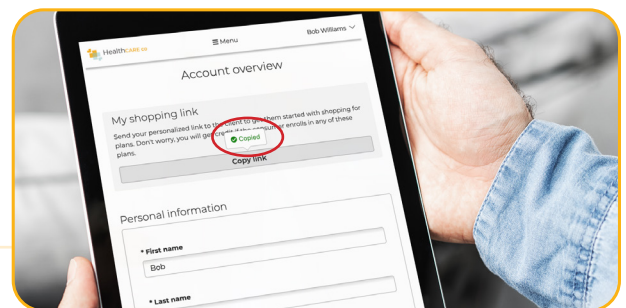 HealthCARE
Menu
Bob Williams
Account overview
My shopping link
Send your personalized link to the client to get them started with shopping for
plans. Don't worry, you will get credit if the consumer enrolls in any of these
plans.
Copied
Copy link
Personal information
* First name
Bob
* Last name